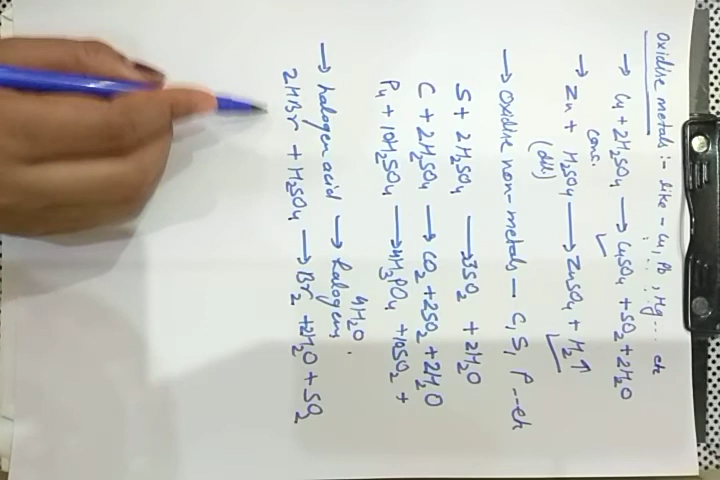 Oxidise metals :- like - Cu, Pb, Hg ... etc
→ Cu + 2H₂SO₄ → CuSO₄ + SO₂ + 2H₂O
conc.
→ Zn + H₂SO₄ → ZnSO₄ + H₂↑
(dil)
→ Oxidise non-metals - C, S, P --etc
S + 2H₂SO₄ → 3SO₂ + 2H₂O
C + 2H₂SO₄ → CO₂ + 2SO₂ + 2H₂O
P₄ + 10H₂SO₄ → 4H₃PO₄ + 10SO₂ +
4H₂O.
→ halogen acid → halogens
2HBr + H₂SO₄ → Br₂ + 2H₂O + SO₂